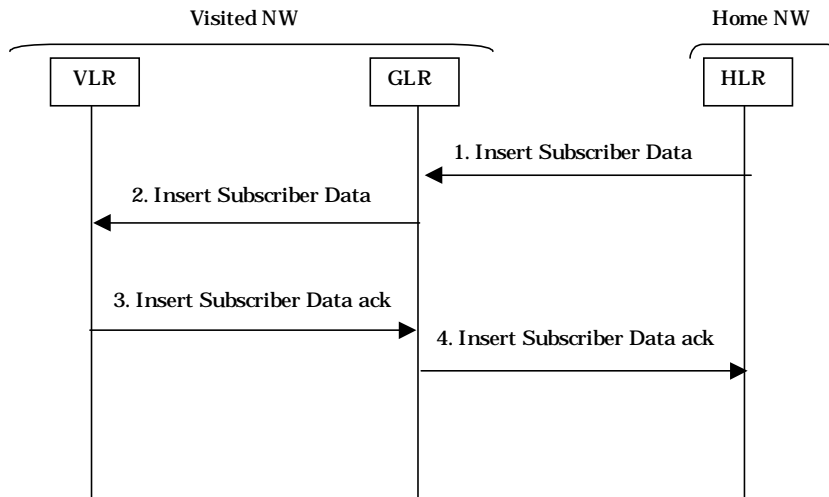 Visited NW
Home NW
VLR
GLR
HLR
1. Insert Subscriber Data
2. Insert Subscriber Data
3. Insert Subscriber Data ack
4. Insert Subscriber Data ack